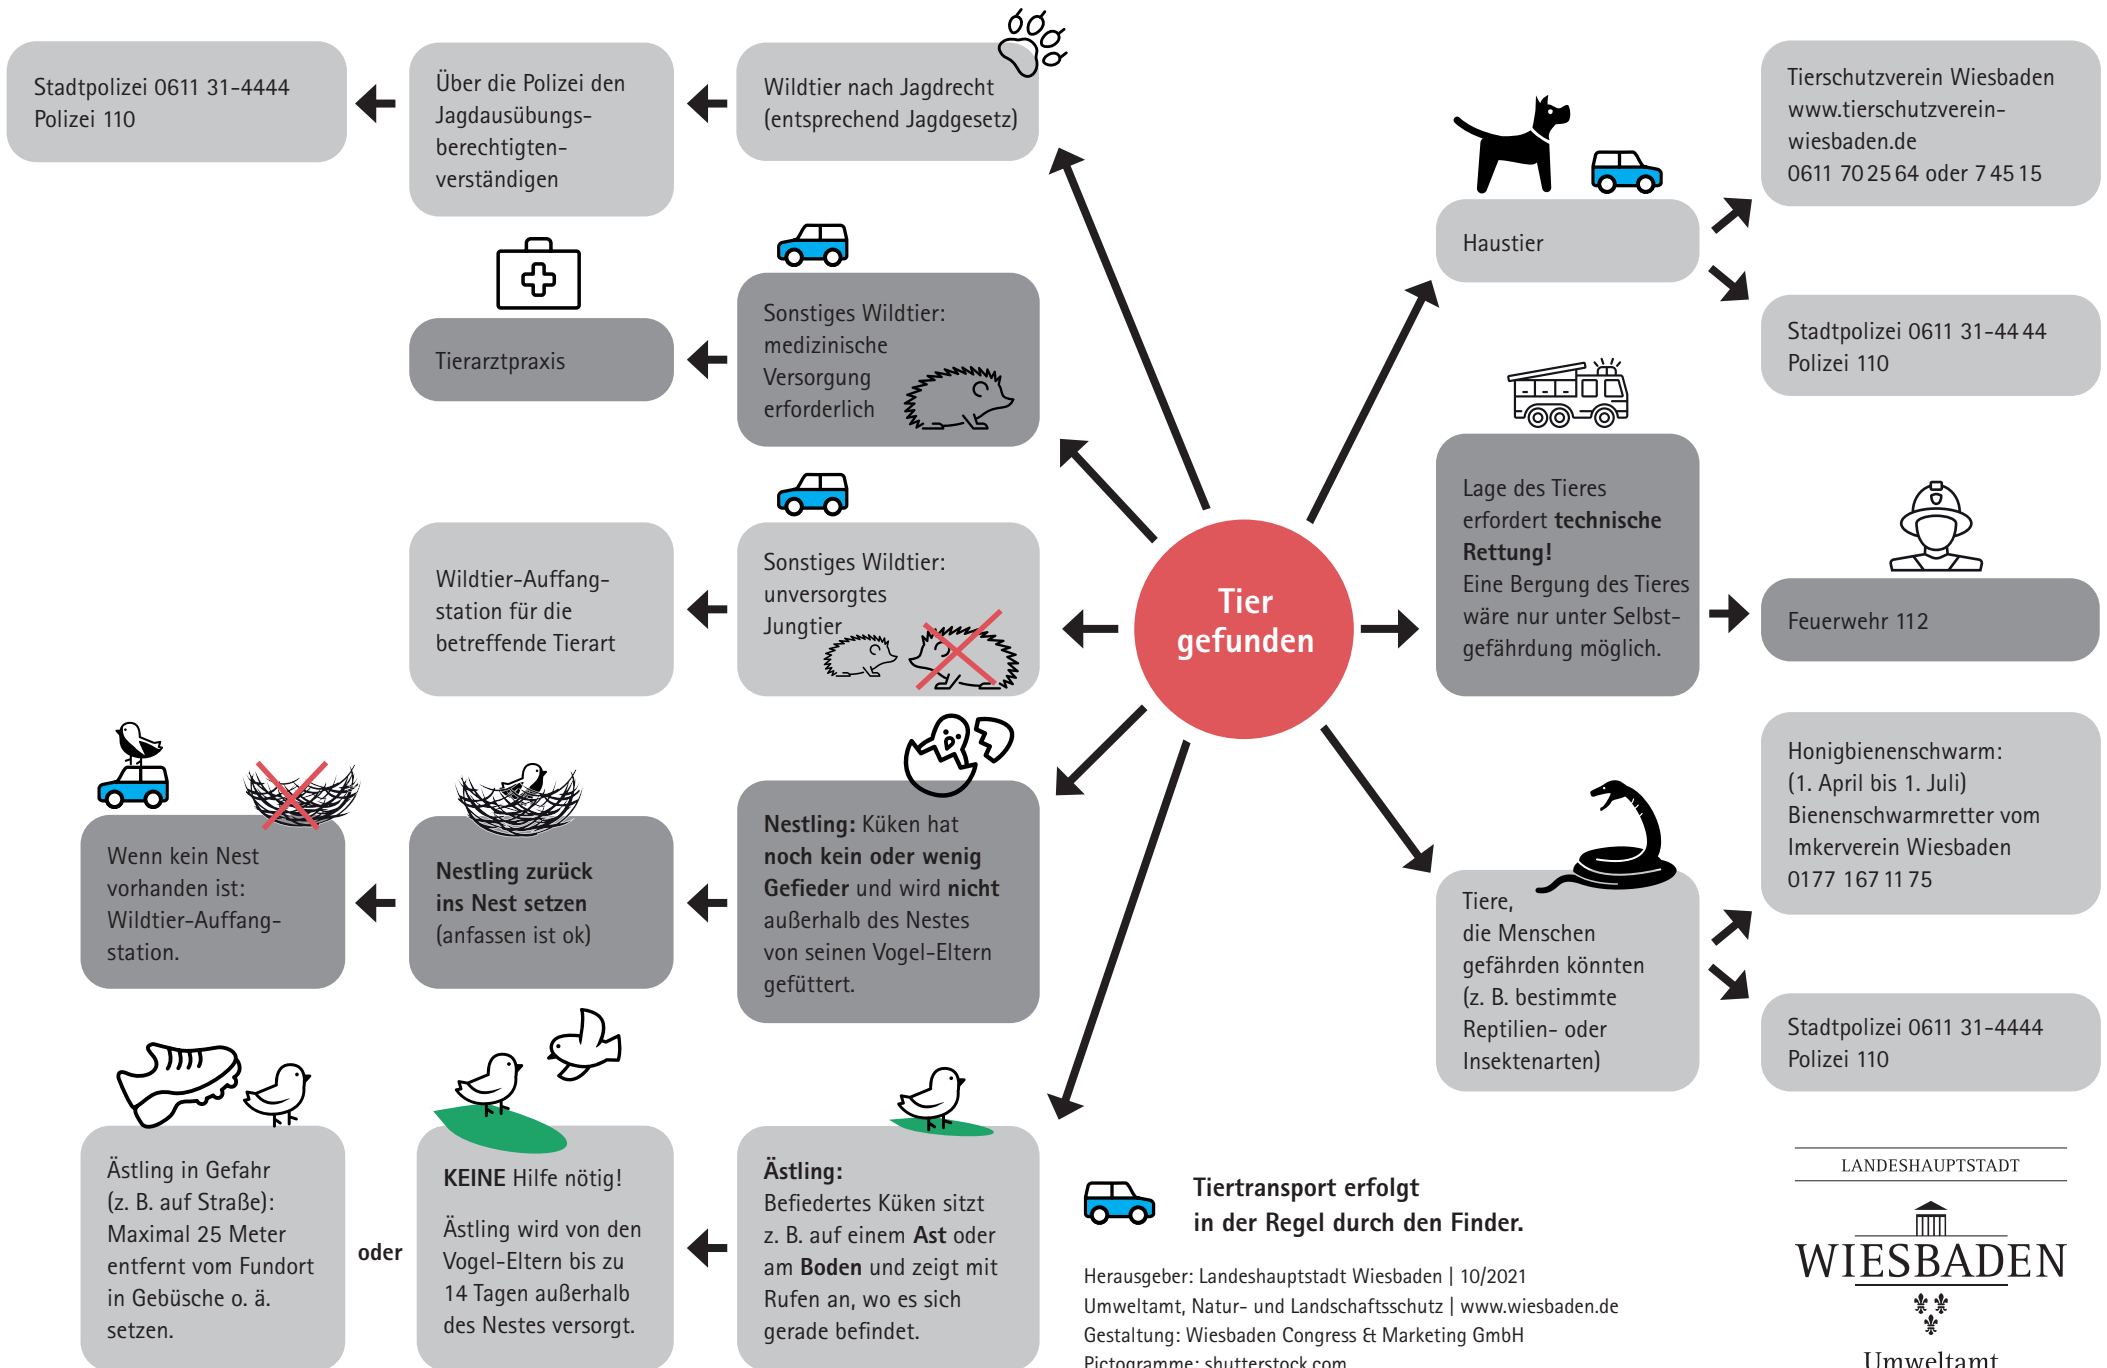 Stadtpolizei 0611 31-4444
Polizei 110
Über die Polizei den
Jagdausübungs-
berechtigten-
verständigen
Wildtier nach Jagdrecht
(entsprechend Jagdgesetz)
Tierarztpraxis
Sonstiges Wildtier:
medizinische
Versorgung
erforderlich
Wildtier-Auffang-
station für die
betreffende Tierart
Sonstiges Wildtier:
unversorgtes
Jungtier
Wenn kein Nest
vorhanden ist:
Wildtier-Auffang-
station.
Nestling zurück
ins Nest setzen
(anfassen ist ok)
Nestling: Küken hat
noch kein oder wenig
Gefieder und wird nicht
außerhalb des Nestes
von seinen Vogel-Eltern
gefüttert.
Ästling in Gefahr
(z. B. auf Straße):
Maximal 25 Meter
entfernt vom Fundort
in Gebüsche o. ä.
setzen.
oder
KEINE Hilfe nötig!
Ästling wird von den
Vogel-Eltern bis zu
14 Tagen außerhalb
des Nestes versorgt.
Ästling:
Befiedertes Küken sitzt
z. B. auf einem Ast oder
am Boden und zeigt mit
Rufen an, wo es sich
gerade befindet.
Tier
gefunden
Haustier
Tierschutzverein Wiesbaden
www.tierschutzverein-
wiesbaden.de
0611 70 25 64 oder 7 45 15
Stadtpolizei 0611 31-44 44
Polizei 110
Lage des Tieres
erfordert technische
Rettung!
Eine Bergung des Tieres
wäre nur unter Selbst-
gefährdung möglich.
Feuerwehr 112
Tiere,
die Menschen
gefährden könnten
(z. B. bestimmte
Reptilien- oder
Insektenarten)
Honigbienenschwarm:
(1. April bis 1. Juli)
Bienenschwarmretter vom
Imkerverein Wiesbaden
0177 167 11 75
Stadtpolizei 0611 31-4444
Polizei 110
Tiertransport erfolgt
in der Regel durch den Finder.
Herausgeber: Landeshauptstadt Wiesbaden | 10/2021
Umweltamt, Natur- und Landschaftsschutz | www.wiesbaden.de
Gestaltung: Wiesbaden Congress & Marketing GmbH
Pictogramme: shutterstock.com
LANDESHAUPTSTADT
WIESBADEN
Umweltamt